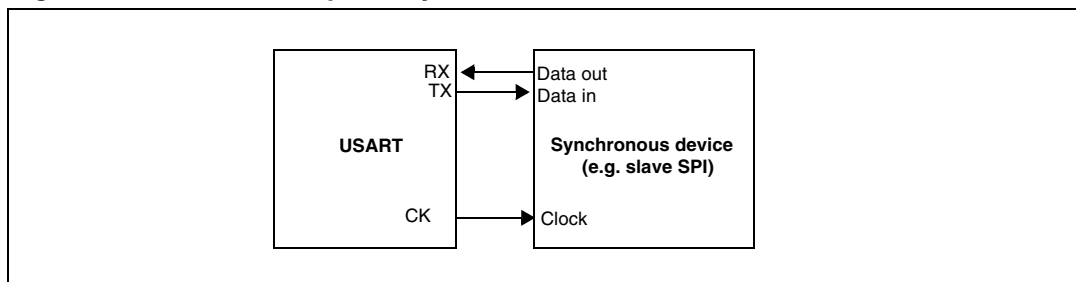 RX
TX
Data out
Data in
USART
Synchronous device
(e.g. slave SPI)
CK
Clock